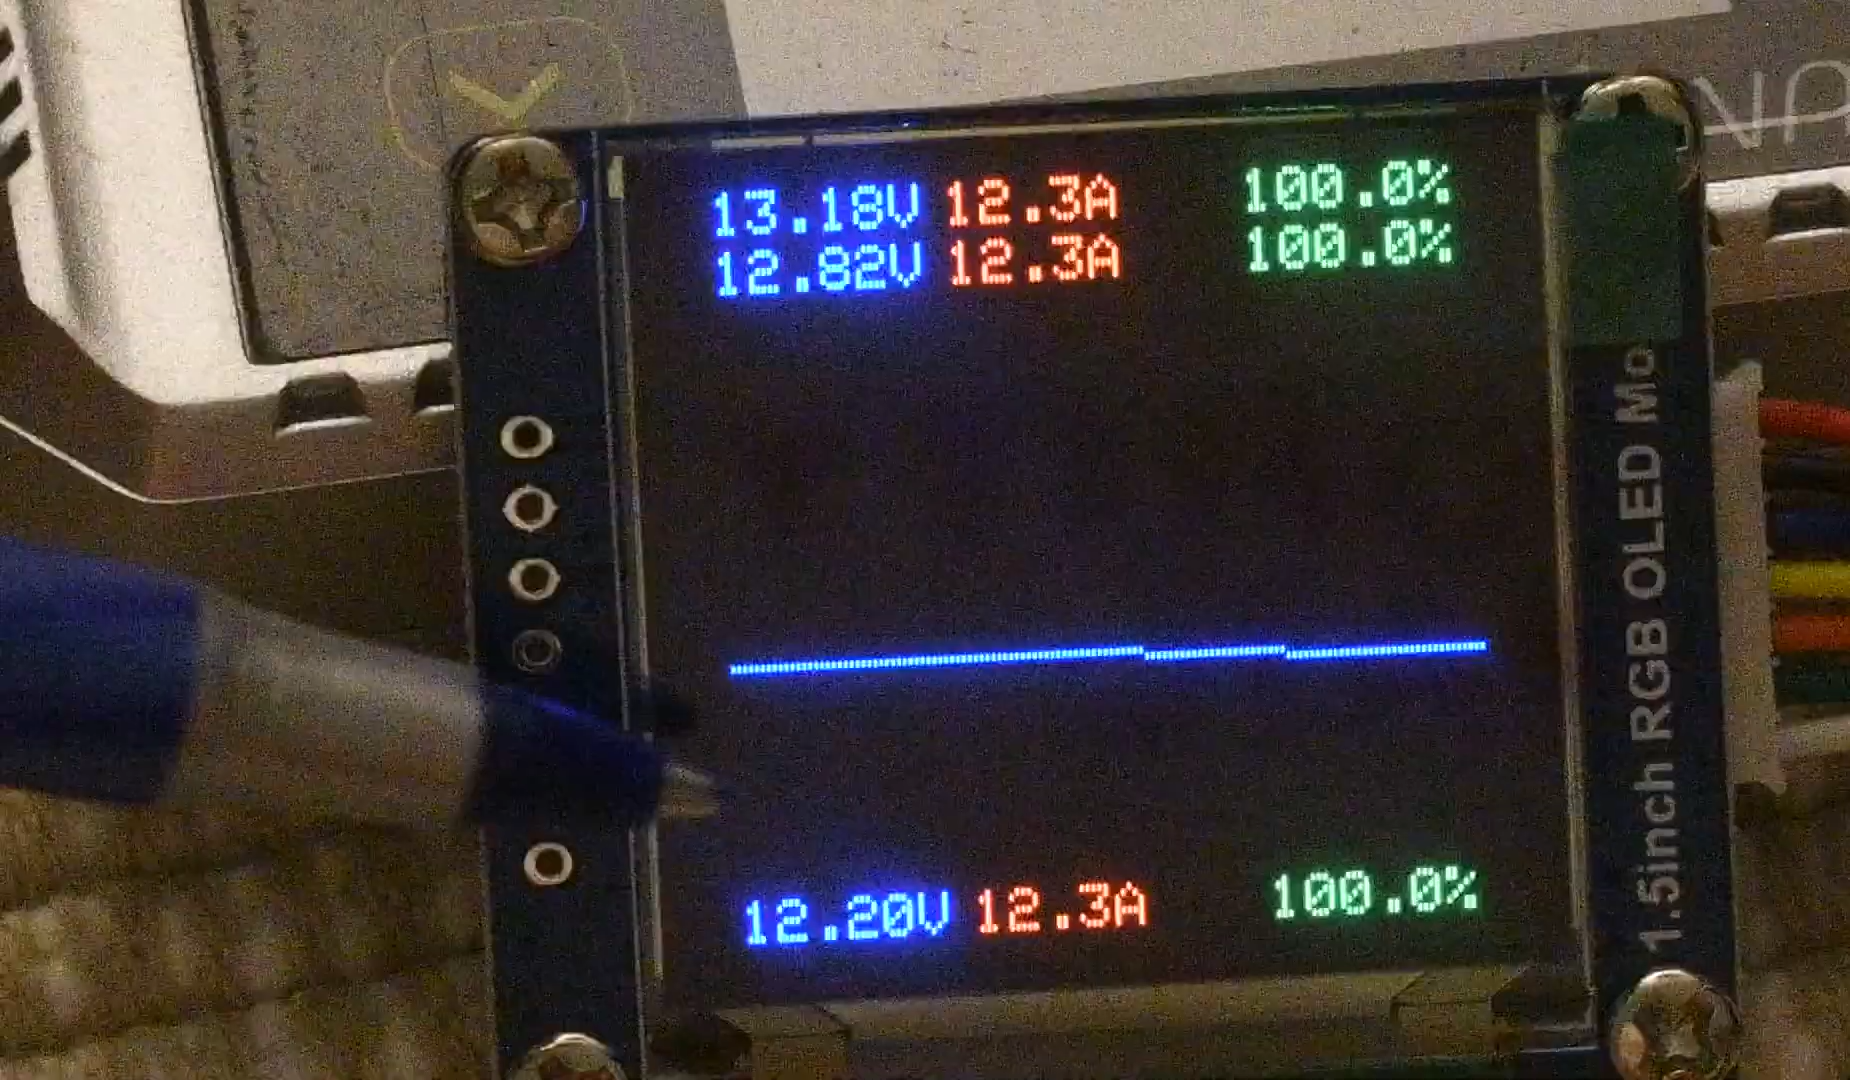 13.18V 12.3A 100.0%
12.82V 12.3A 100.0%
12.20V 12.3A 100.0%
1.5inch RGB OLED Mo
NA